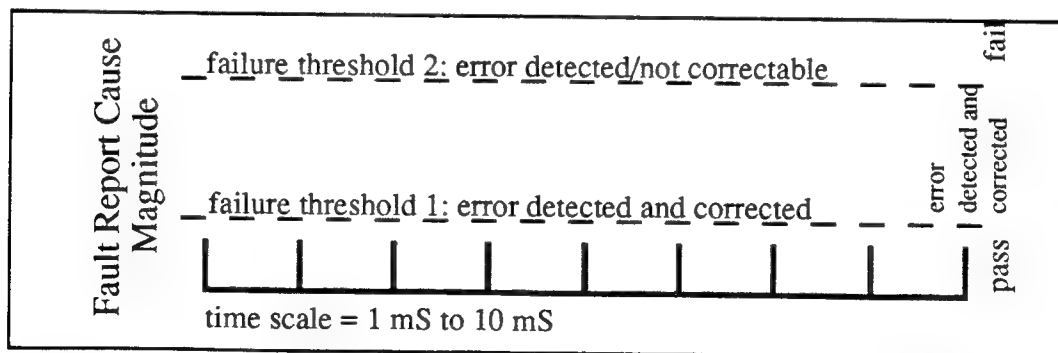 Fault Report Cause
Magnitude
failure threshold 2: error detected/not correctable
failure threshold 1: error detected and corrected
time scale = 1 mS to 10 mS
pass
error
detected and
corrected
fail